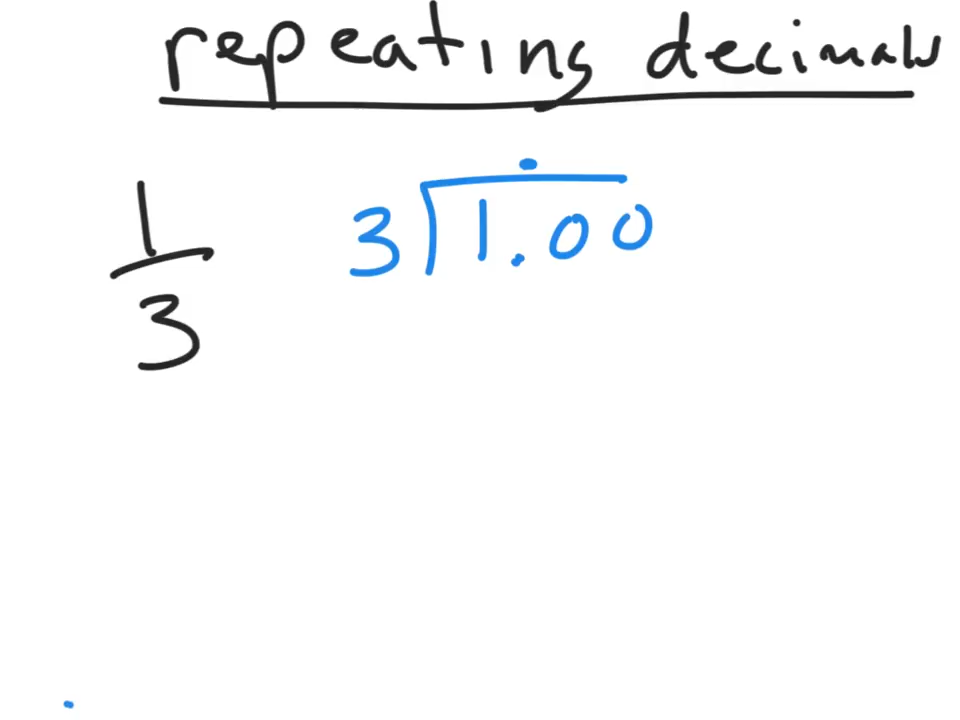 repeating decimals
1/3
.
3)1.00